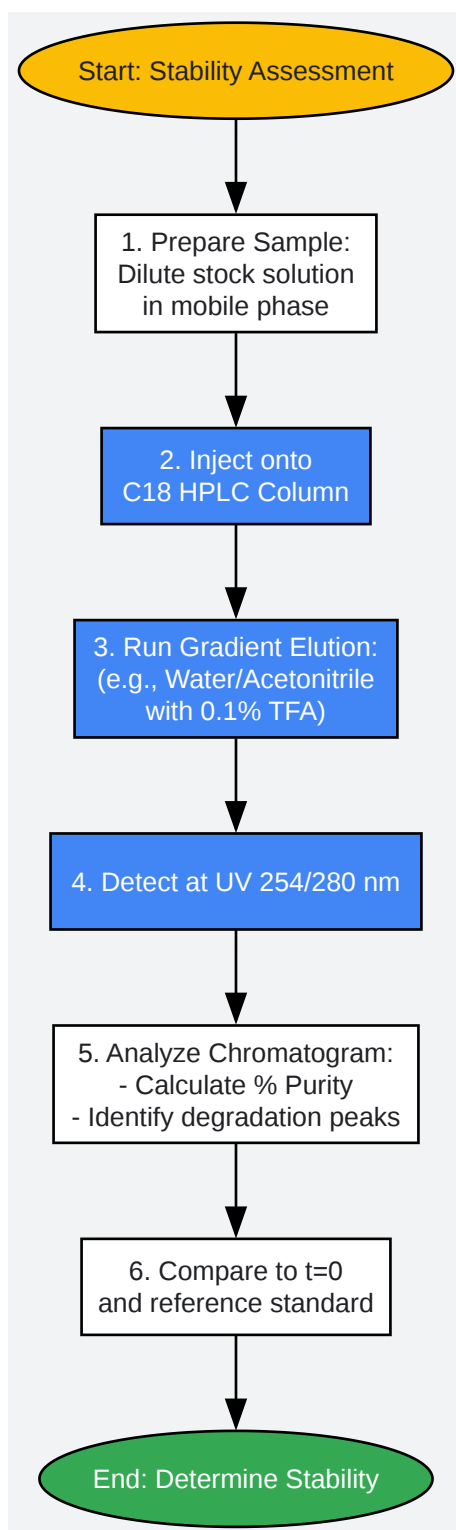 Start: Stability Assessment
1. Prepare Sample:
Dilute stock solution
in mobile phase
2. Inject onto
C18 HPLC Column
3. Run Gradient Elution:
(e.g., Water/Acetonitrile
with 0.1% TFA)
4. Detect at UV 254/280 nm
5. Analyze Chromatogram:
- Calculate % Purity
- Identify degradation peaks
6. Compare to t=0
and reference standard
End: Determine Stability